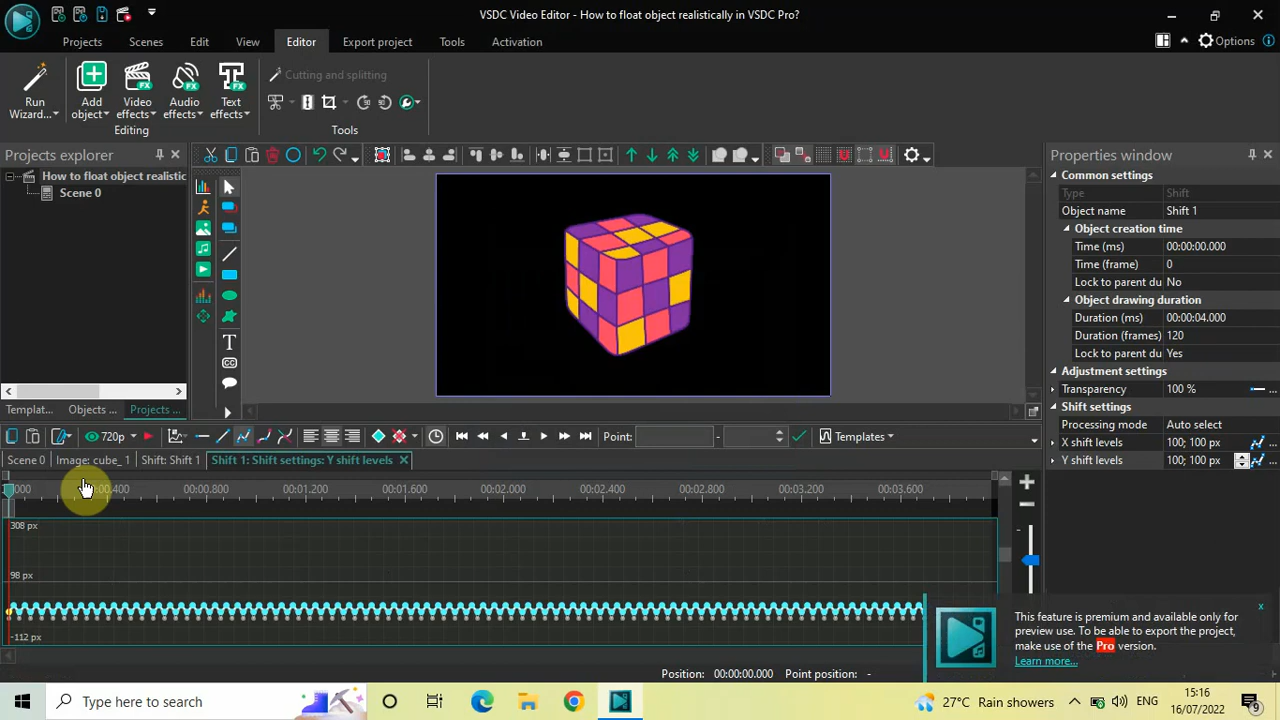 VSDC Video Editor - How to float object realistically in VSDC Pro?
Projects
Scenes
Edit
View
Editor
Export project
Tools
Activation
Options
Run
Wizard...
Add
object
Video
effects
Audio
effects
Text
effects
Editing
Cutting and splitting
Tools
Projects explorer
How to float object realistic
Scene 0
Templat...
Objects ...
Projects ...
Properties window
Common settings
Type Shift
Object name Shift 1
Object creation time
Time (ms) 00:00:00.000
Time (frame) 0
Lock to parent du No
Object drawing duration
Duration (ms) 00:00:04.000
Duration (frames) 120
Lock to parent du Yes
Adjustment settings
Transparency 100 %
Shift settings
Processing mode Auto select
X shift levels 100; 100 px
Y shift levels 100; 100 px
720p
Point:
Templates
Scene 0
Image: cube_ 1
Shift: Shift 1
Shift 1: Shift settings: Y shift levels
000 00.400 00:00.800 00:01.200 00:01.600 00:02.000 00:02.400 00:02.800 00:03.200 00:03.600
308 px
98 px
-112 px
This feature is premium and available only for
preview use. To be able to export the project,
make use of the Pro version.
Learn more...
Position: 00:00:00.000 Point position: -
Type here to search
27°C Rain showers
ENG
15:16
16/07/2022
9